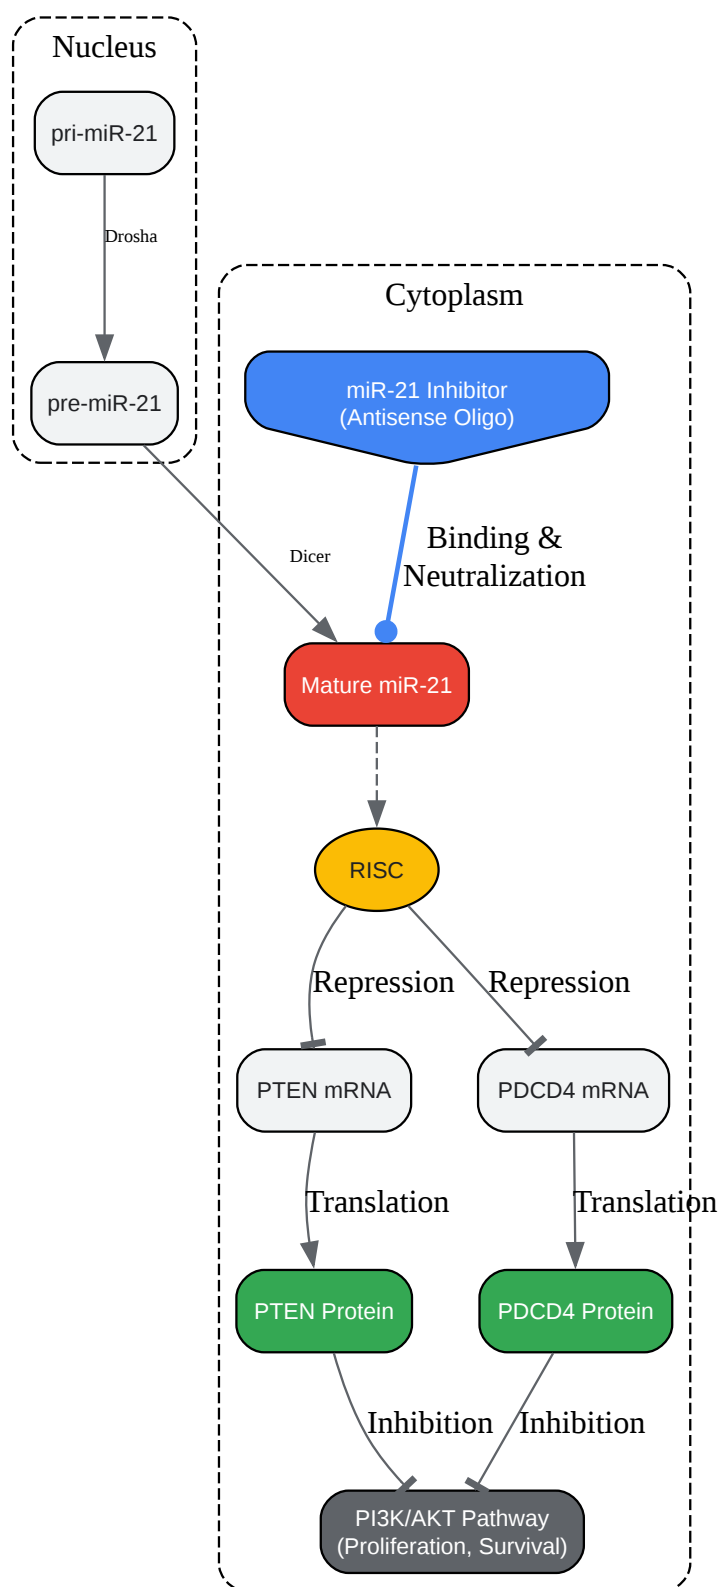 Nucleus
pri-miR-21
Drosha
pre-miR-21
Cytoplasm
miR-21 Inhibitor
(Antisense Oligo)
Binding &
Neutralization
Dicer
Mature miR-21
RISC
Repression
Repression
PTEN mRNA
PDCD4 mRNA
Translation
Translation
PTEN Protein
PDCD4 Protein
Inhibition
Inhibition
PI3K/AKT Pathway
(Proliferation, Survival)